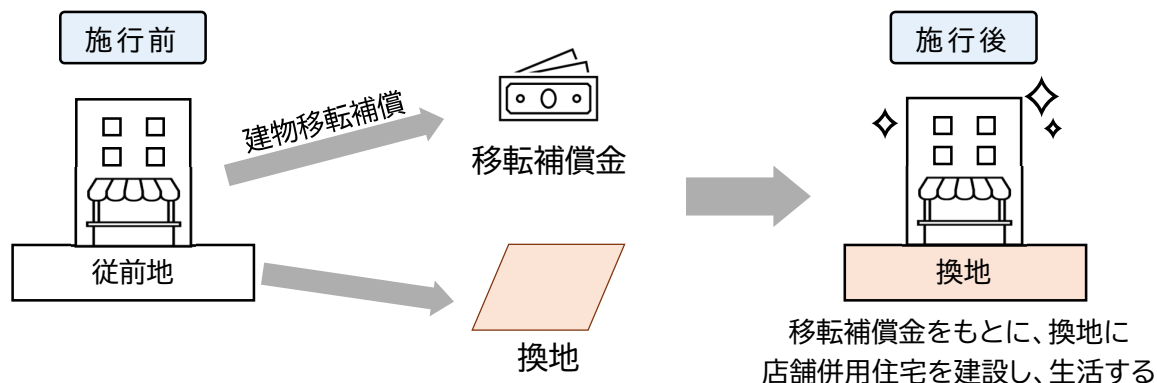 施行前
施行後
建物移転補償
移転補償金
従前地
換地
換地
移転補償金をもとに、換地に
店舗併用住宅を建設し、生活する